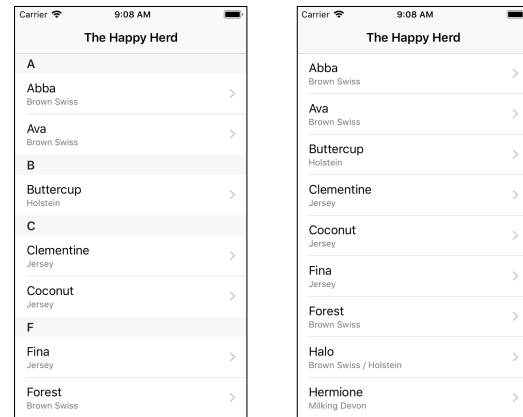 Carrier 9:08 AM
The Happy Herd
A
Abba
Brown Swiss
Ava
Brown Swiss
B
Buttercup
Holstein
C
Clementine
Jersey
Coconut
Jersey
F
Fina
Jersey
Forest
Brown Swiss
Carrier 9:08 AM
The Happy Herd
Abba
Brown Swiss
Ava
Brown Swiss
Buttercup
Holstein
Clementine
Jersey
Coconut
Jersey
Fina
Jersey
Forest
Brown Swiss
Halo
Brown Swiss / Holstein
Hermione
Milking Devon